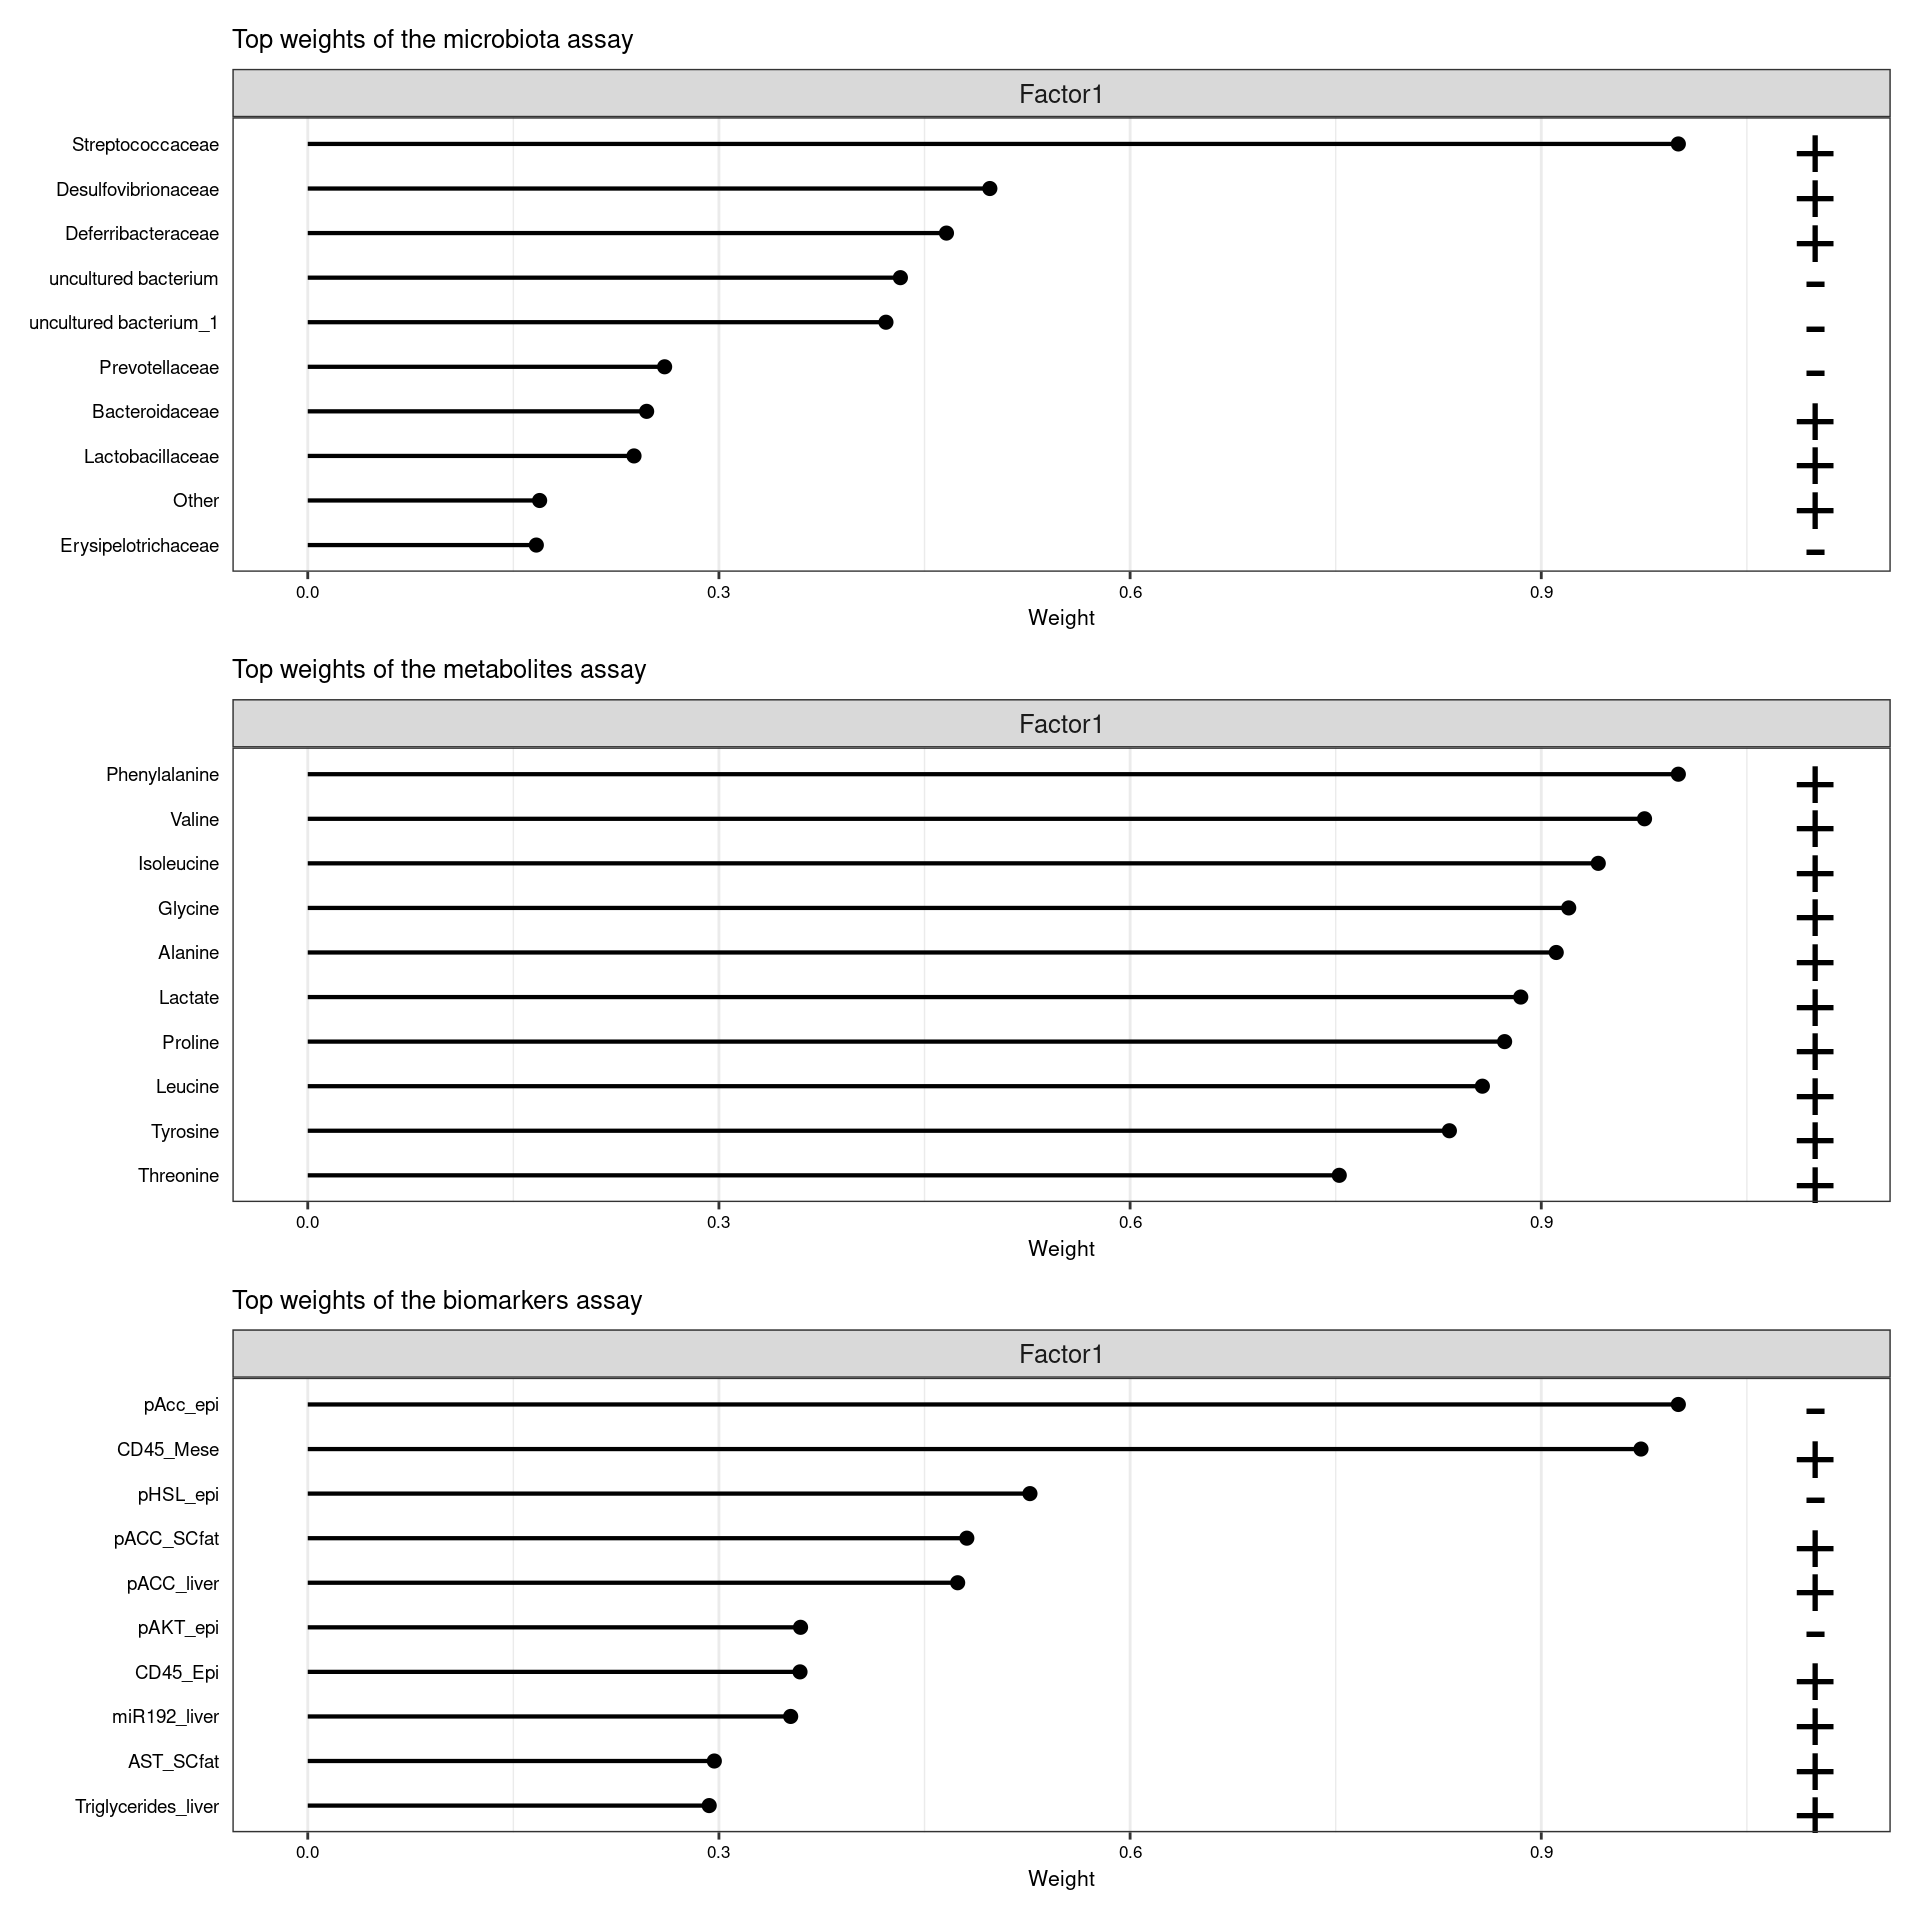 Top weights of the microbiota assay
Factor1
Streptococcaceae +
Desulfovibrionaceae +
Deferribacteraceae +
uncultured bacterium -
uncultured bacterium_1 -
Prevotellaceae -
Bacteroidaceae +
Lactobacillaceae +
Other +
Erysipelotrichaceae -
0.0 0.3 0.6 0.9
Weight
Top weights of the metabolites assay
Factor1
Phenylalanine +
Valine +
Isoleucine +
Glycine +
Alanine +
Lactate +
Proline +
Leucine +
Tyrosine +
Threonine +
0.0 0.3 0.6 0.9
Weight
Top weights of the biomarkers assay
Factor1
pAcc_epi -
CD45_Mese +
pHSL_epi -
pACC_SCfat +
pACC_liver +
pAKT_epi -
CD45_Epi +
miR192_liver +
AST_SCfat +
Triglycerides_liver +
0.0 0.3 0.6 0.9
Weight